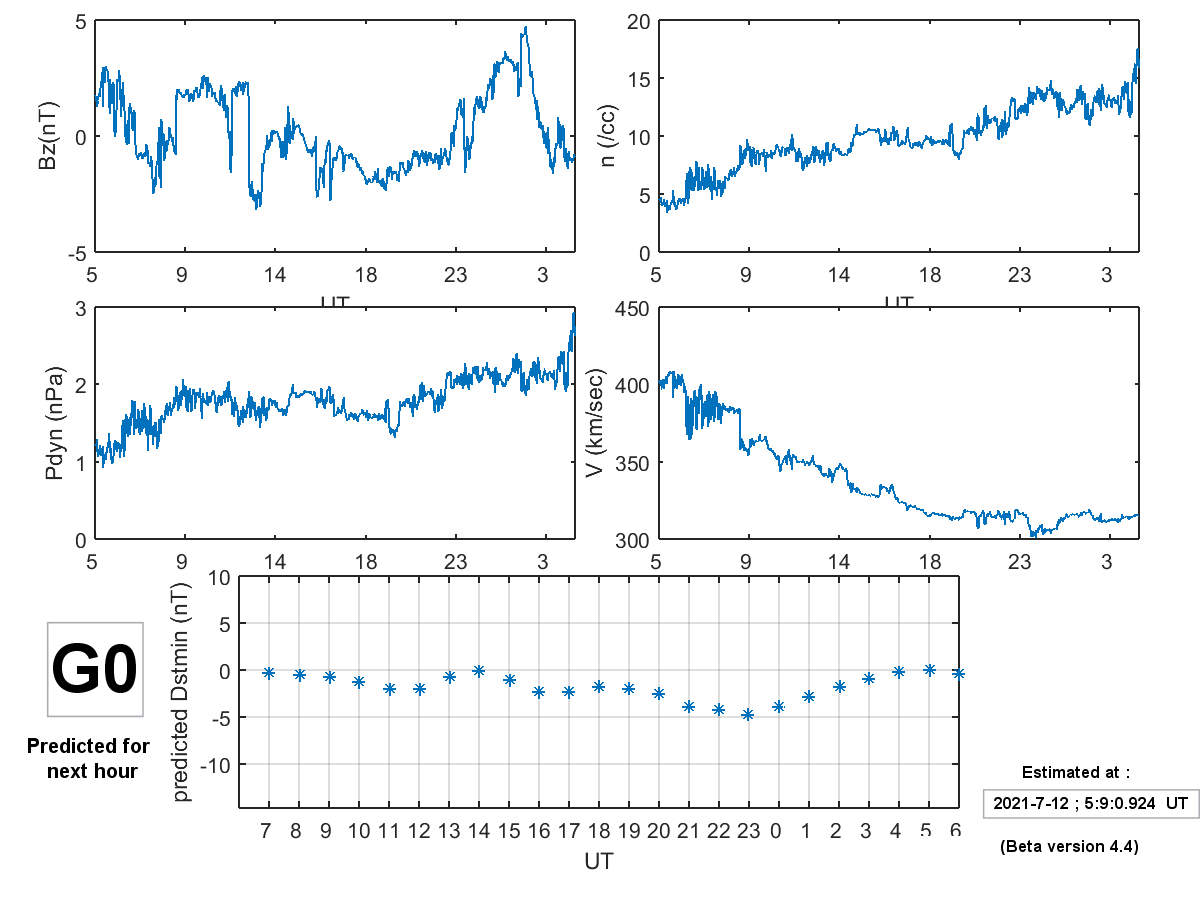 5
0
-5
Bz(nT)
5 9 14 18 23 3
UT
20
15
10
5
0
n (/cc)
5 9 14 18 23 3
UT
3
2
1
0
Pdyn (nPa)
5 9 14 18 23 3
450
400
350
300
V (km/sec)
5 9 14 18 23 3
10
5
0
-5
-10
predicted Dstmin (nT)
7 8 9 10 11 12 13 14 15 16 17 18 19 20 21 22 23 0 1 2 3 4 5 6
UT
G0
Predicted for
next hour
Estimated at :
2021-7-12 ; 5:9:0.924 UT
(Beta version 4.4)